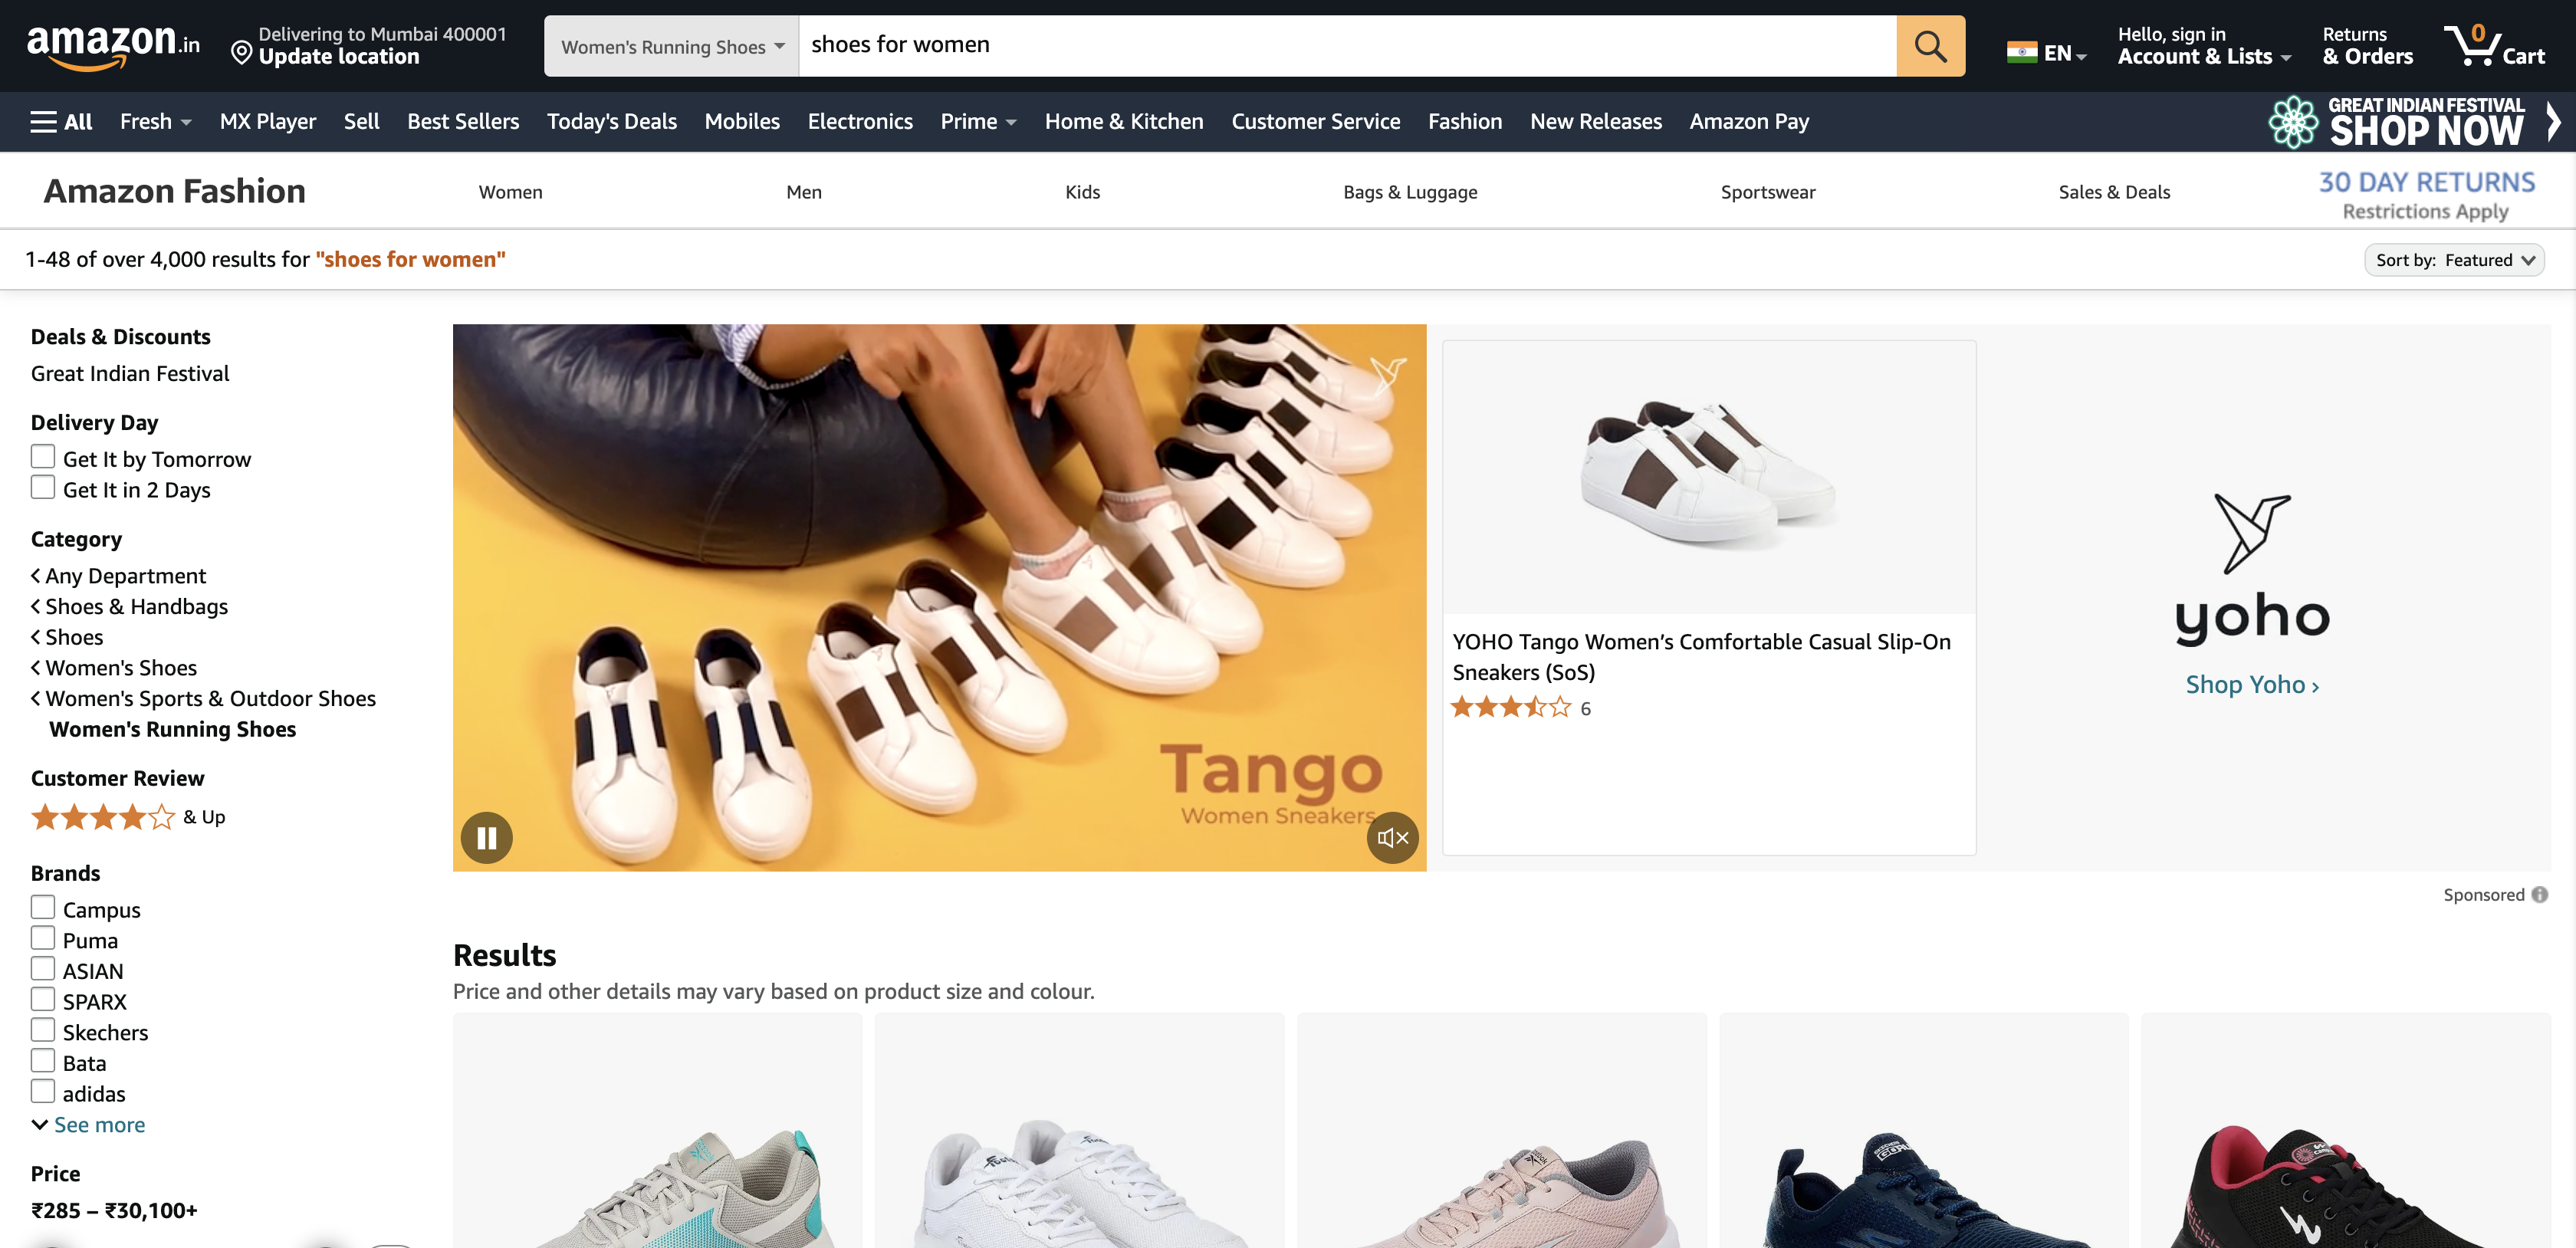 amazon.in
Delivering to Mumbai 400001
Update location
Women's Running Shoes
shoes for women
EN
Hello, sign in
Account & Lists
Returns
& Orders
0
Cart
All
Fresh
MX Player
Sell
Best Sellers
Today's Deals
Mobiles
Electronics
Prime
Home & Kitchen
Customer Service
Fashion
New Releases
Amazon Pay
GREAT INDIAN FESTIVAL
SHOP NOW
Amazon Fashion
Women
Men
Kids
Bags & Luggage
Sportswear
Sales & Deals
30 DAY RETURNS
Restrictions Apply
1-48 of over 4,000 results for "shoes for women"
Sort by: Featured
Deals & Discounts
Great Indian Festival
Delivery Day
Get It by Tomorrow
Get It in 2 Days
Category
Any Department
Shoes & Handbags
Shoes
Women's Shoes
Women's Sports & Outdoor Shoes
Women's Running Shoes
Customer Review
& Up
Brands
Campus
Puma
ASIAN
SPARX
Skechers
Bata
adidas
See more
Price
₹285 – ₹30,100+
Tango
Women Sneakers
YOHO Tango Women’s Comfortable Casual Slip-On
Sneakers (SoS)
6
yoho
Shop Yoho ›
Sponsored
Results
Price and other details may vary based on product size and colour.